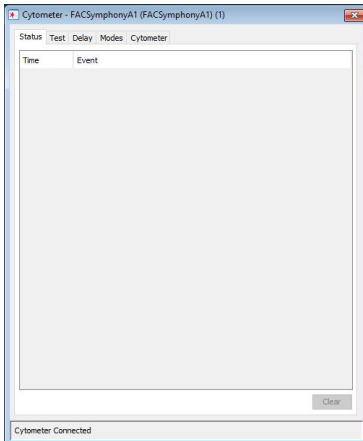 Cytometer - FACSymphonyA1 (FACSymphonyA1) (1)
Status Test Delay Modes Cytometer
Time Event
Clear
Cytometer Connected